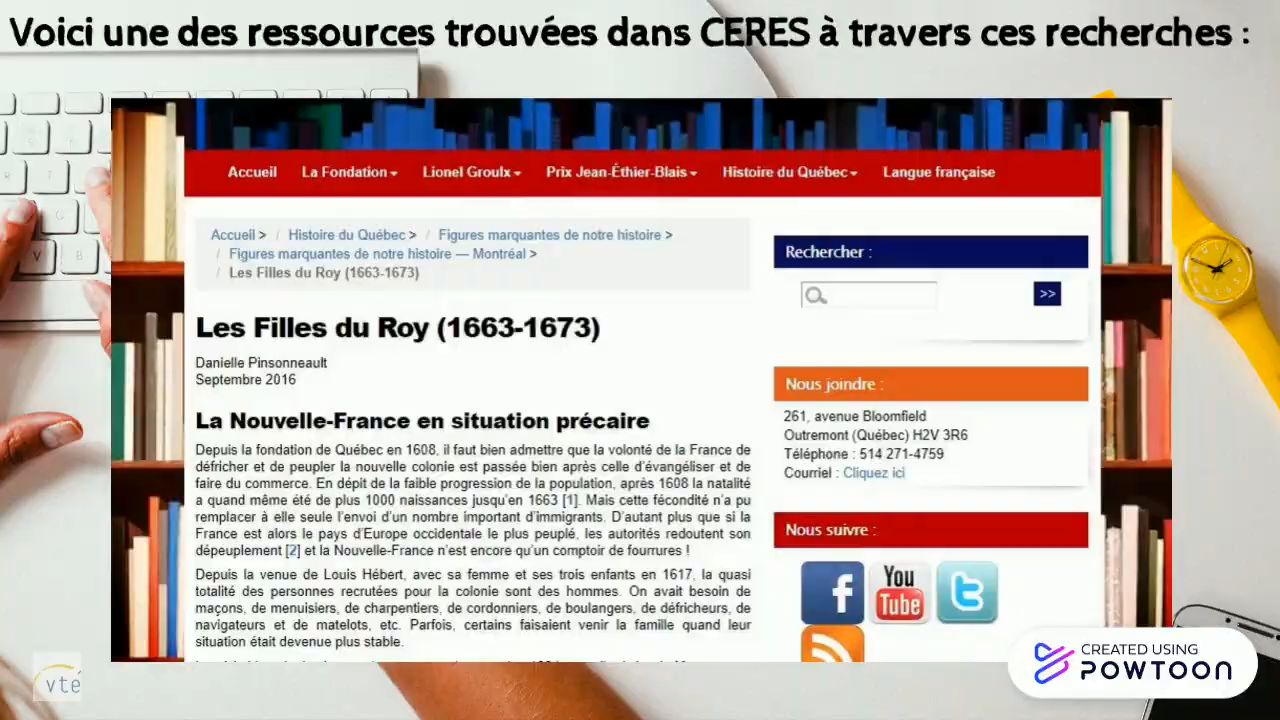 Voici une des ressources trouvées dans CERES à travers ces recherches :
Accueil La Fondation Lionel Groulx Prix Jean-Éthier-Blais Histoire du Québec Langue française
Accueil > / Histoire du Québec > / Figures marquantes de notre histoire >
/ Figures marquantes de notre histoire — Montréal >
/ Les Filles du Roy (1663-1673)
Les Filles du Roy (1663-1673)
Danielle Pinsonneault
Septembre 2016
La Nouvelle-France en situation précaire
Depuis la fondation de Québec en 1608, il faut bien admettre que la volonté de la France de
défricher et de peupler la nouvelle colonie est passée bien après celle d'évangéliser et de
faire du commerce. En dépit de la faible progression de la population, après 1608 la natalité
a quand même été de plus 1000 naissances jusqu'en 1663 [1]. Mais cette fécondité n'a pu
remplacer à elle seule l'envoi d'un nombre important d'immigrants. D'autant plus que si la
France est alors le pays d'Europe occidentale le plus peuplé, les autorités redoutent son
dépeuplement [2] et la Nouvelle-France n'est encore qu'un comptoir de fourrures !
Depuis la venue de Louis Hébert, avec sa femme et ses trois enfants en 1617, la quasi
totalité des personnes recrutées pour la colonie sont des hommes. On avait besoin de
maçons, de menuisiers, de charpentiers, de cordonniers, de boulangers, de défricheurs, de
navigateurs et de matelots, etc. Parfois, certains faisaient venir la famille quand leur
situation était devenue plus stable.
Rechercher :
>>
Nous joindre :
261, avenue Bloomfield
Outremont (Québec) H2V 3R6
Téléphone : 514 271-4759
Courriel : Cliquez ici
Nous suivre :
f
You
Tube
t
vté
CREATED USING
POWTOON